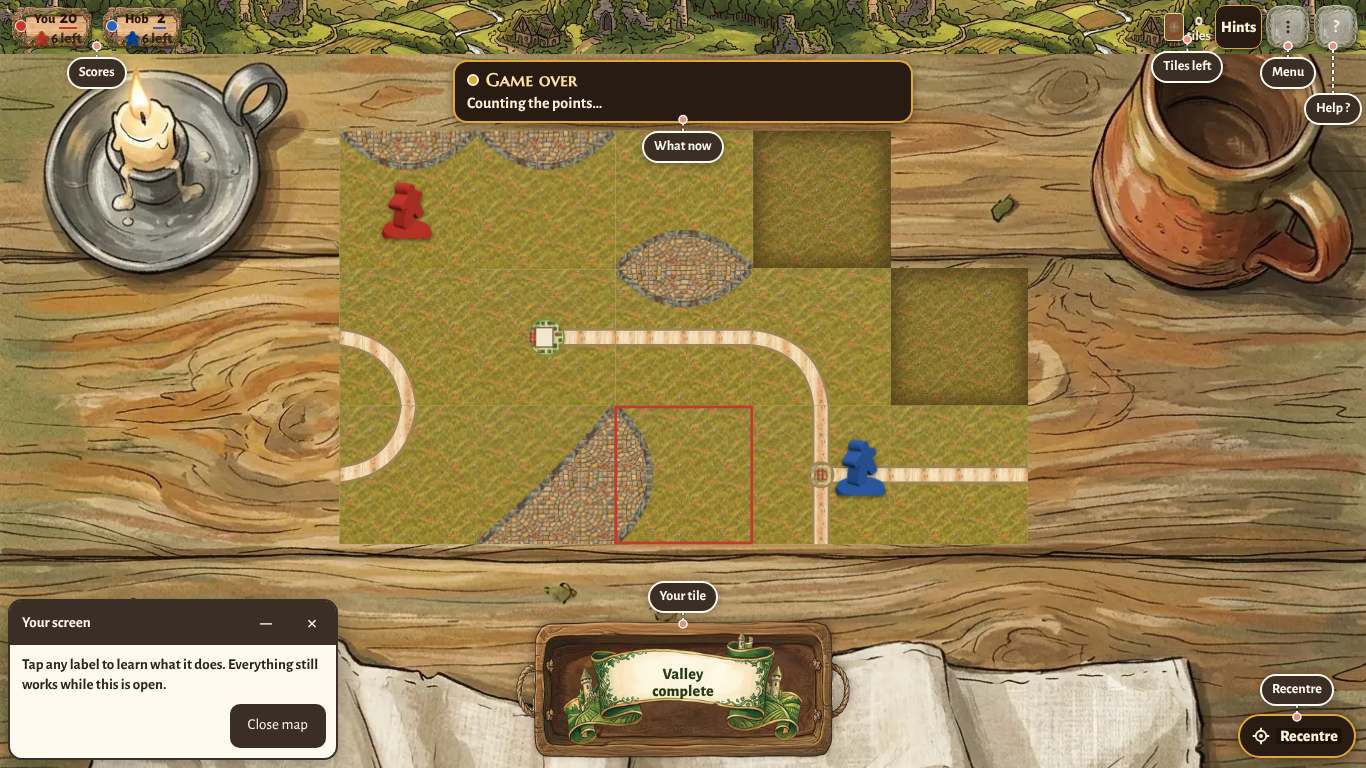 You 20
6 left
Hob 2
6 left
0
tiles
Hints
?
Scores
Tiles left
Menu
Help ?
Game over
Counting the points...
What now
Your tile
Your screen
Tap any label to learn what it does. Everything still
works while this is open.
Close map
Valley
complete
Recentre
Recentre